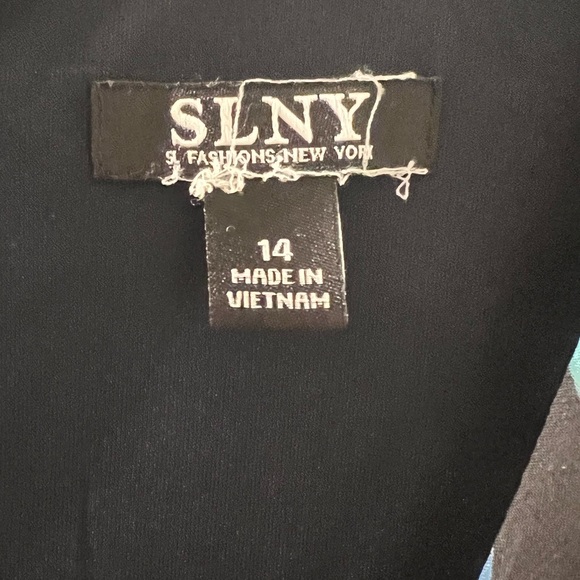 SLNY
SL FASHIONS NEW YORK
14
MADE IN
VIETNAM